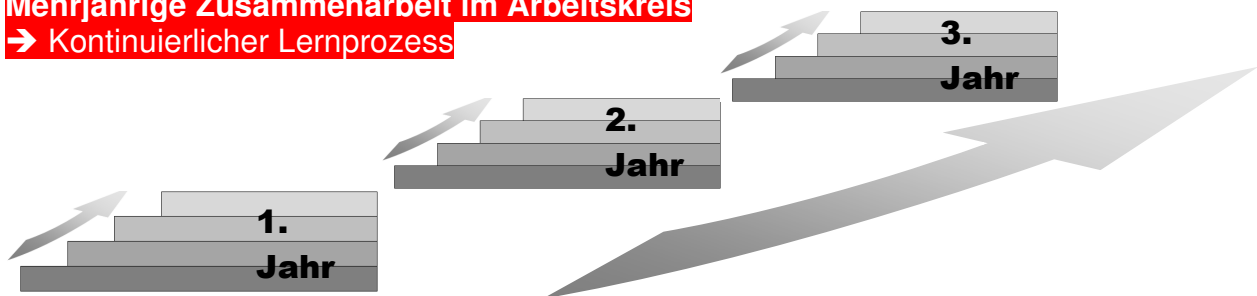 Mehrjährige Zusammenarbeit im Arbeitskreis
➔ Kontinuierlicher Lernprozess
1.
Jahr
2.
Jahr
3.
Jahr